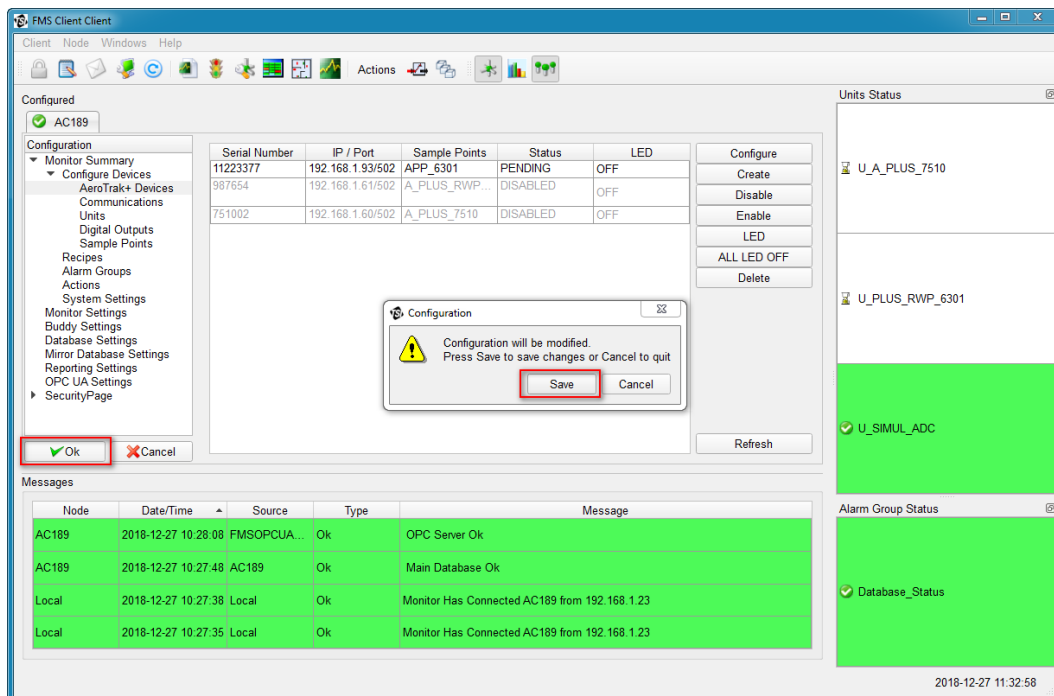 FMS Client Client
Client Node Windows Help
Actions
Configured
AC189
Configuration
Monitor Summary
Configure Devices
AeroTrak+ Devices
Communications
Units
Digital Outputs
Sample Points
Recipes
Alarm Groups
Actions
System Settings
Monitor Settings
Buddy Settings
Database Settings
Mirror Database Settings
Reporting Settings
OPC UA Settings
SecurityPage
Ok Cancel
Serial Number IP / Port Sample Points Status LED
11223377 192.168.1.93/502 APP_6301 PENDING OFF
987654 192.168.1.61/502 A_PLUS_RWP... DISABLED OFF
751002 192.168.1.60/502 A_PLUS_7510 DISABLED OFF
Configure
Create
Disable
Enable
LED
ALL LED OFF
Delete
Refresh
Configuration
Configuration will be modified.
Press Save to save changes or Cancel to quit
Save Cancel
Units Status
U_A_PLUS_7510
U_PLUS_RWP_6301
U_SIMUL_ADC
Alarm Group Status
Database_Status
Messages
Node Date/Time Source Type Message
AC189 2018-12-27 10:28:08 FMSOPCUA... Ok OPC Server Ok
AC189 2018-12-27 10:27:48 AC189 Ok Main Database Ok
Local 2018-12-27 10:27:38 Local Ok Monitor Has Connected AC189 from 192.168.1.23
Local 2018-12-27 10:27:35 Local Ok Monitor Has Connected AC189 from 192.168.1.23
2018-12-27 11:32:58